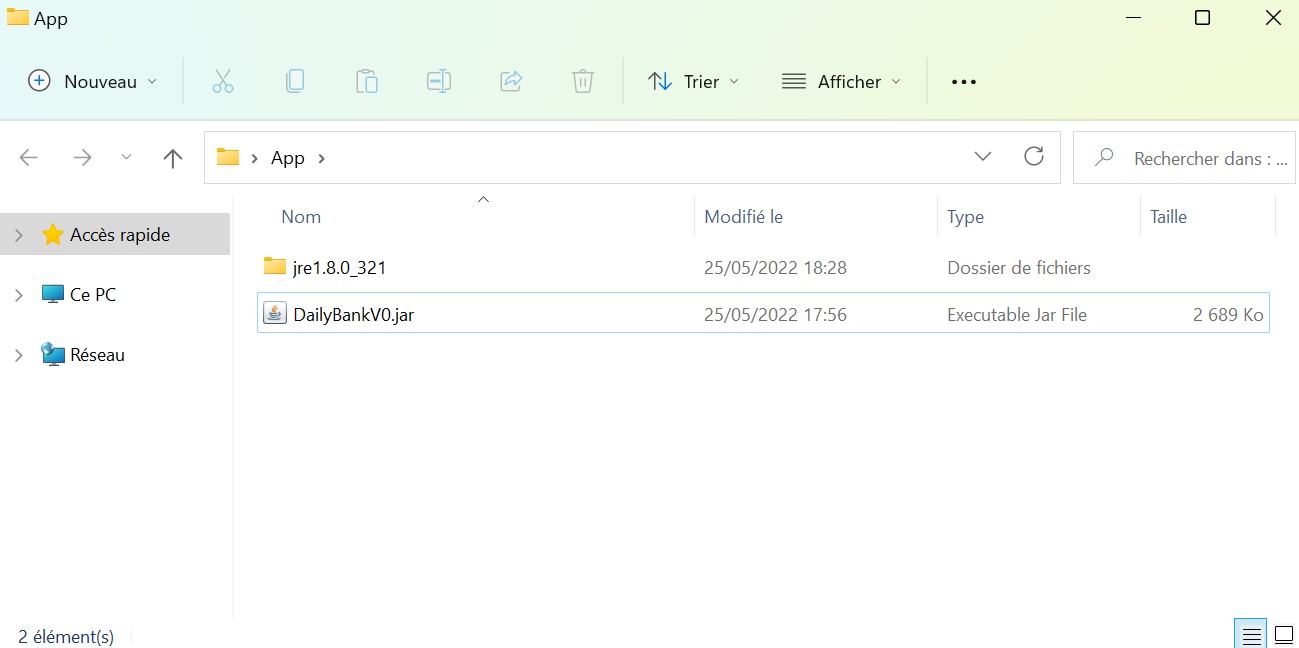 App
Nouveau Trier Afficher
App
Rechercher dans : ...
Nom Modifié le Type Taille
Accès rapide
jre1.8.0_321 25/05/2022 18:28 Dossier de fichiers
Ce PC
DailyBankV0.jar 25/05/2022 17:56 Executable Jar File 2 689 Ko
Réseau
2 élément(s)